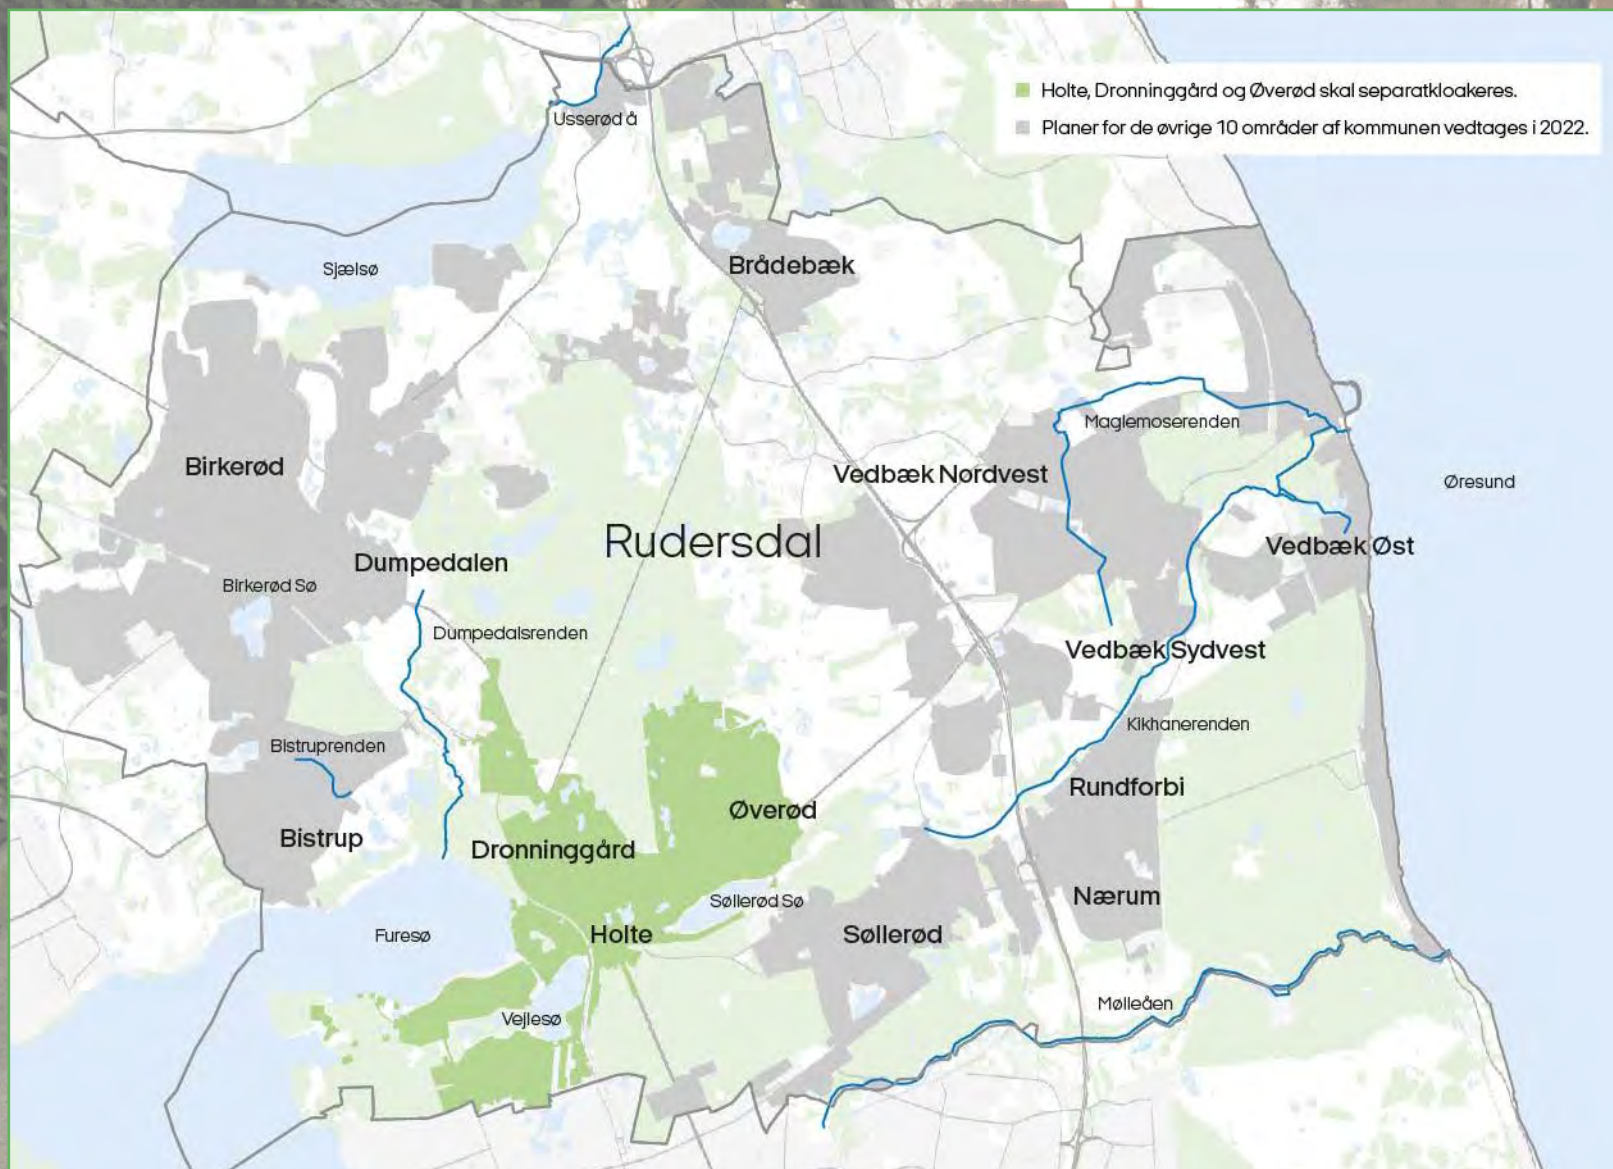 Holte, Dronninggård og Øverød skal separatkloakeres.
Planer for de øvrige 10 områder af kommunen vedtages i 2022.
Usserød å
Sjælsø
Brådebæk
Maglemoserenden
Birkerød
Vedbæk Nordvest
Øresund
Rudersdal
Vedbæk Øst
Dumpedalen
Birkerød Sø
Dumpedalsrenden
Vedbæk Sydvest
Kikhanerenden
Bistruprenden
Rundforbi
Øverød
Bistrup
Dronninggård
Nærum
Søllerød Sø
Furesø
Holte
Søllerød
Mølleåen
Vejlesø